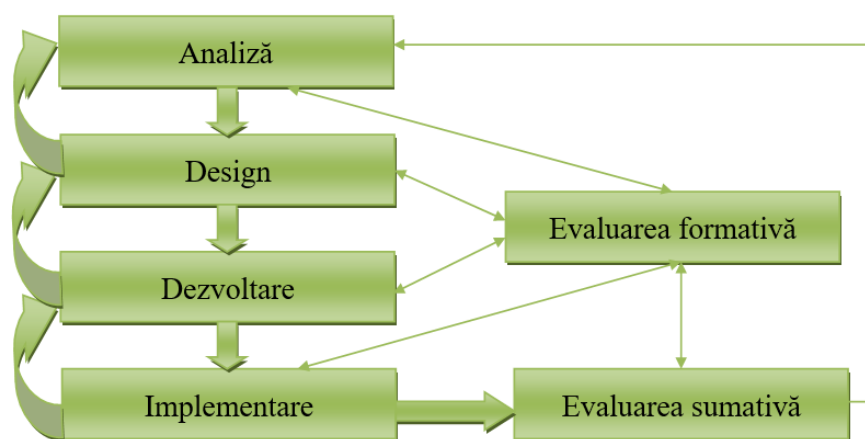 Analiză
Design
Evaluarea formativă
Dezvoltare
Implementare
Evaluarea sumativă